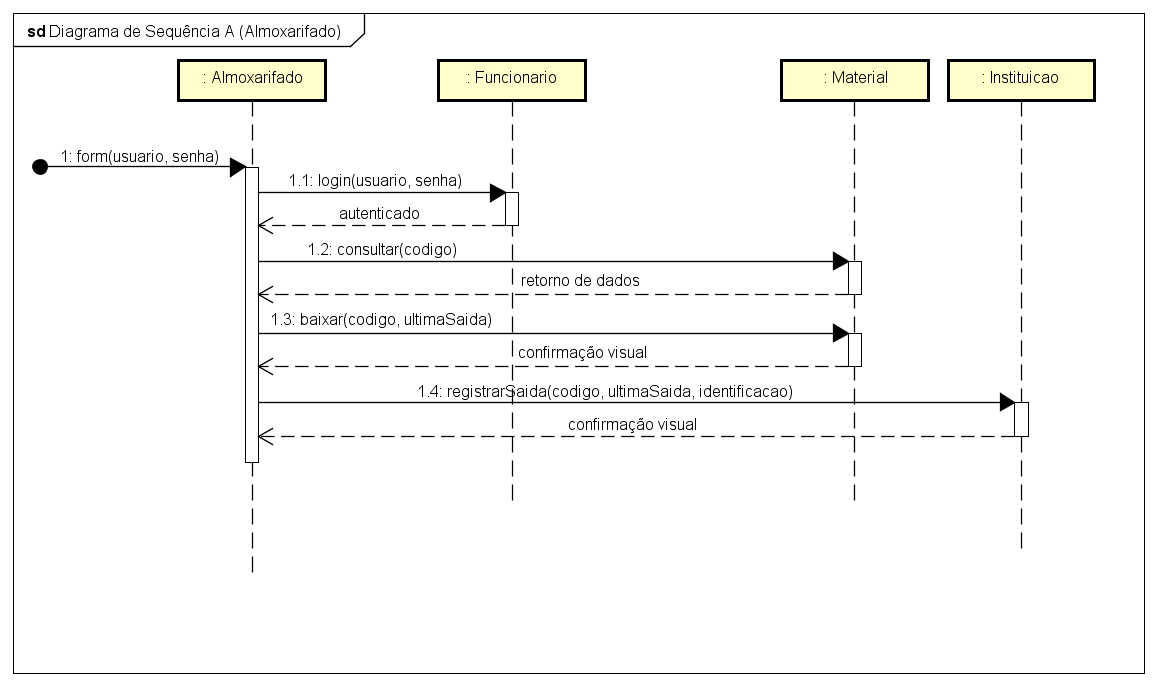 sd Diagrama de Sequência A (Almoxarifado)
: Almoxarifado
: Funcionario
: Material
: Instituicao
1: form(usuario, senha)
1.1: login(usuario, senha)
autenticado
1.2: consultar(codigo)
retorno de dados
1.3: baixar(codigo, ultimaSaida)
confirmação visual
1.4: registrarSaida(codigo, ultimaSaida, identificacao)
confirmação visual